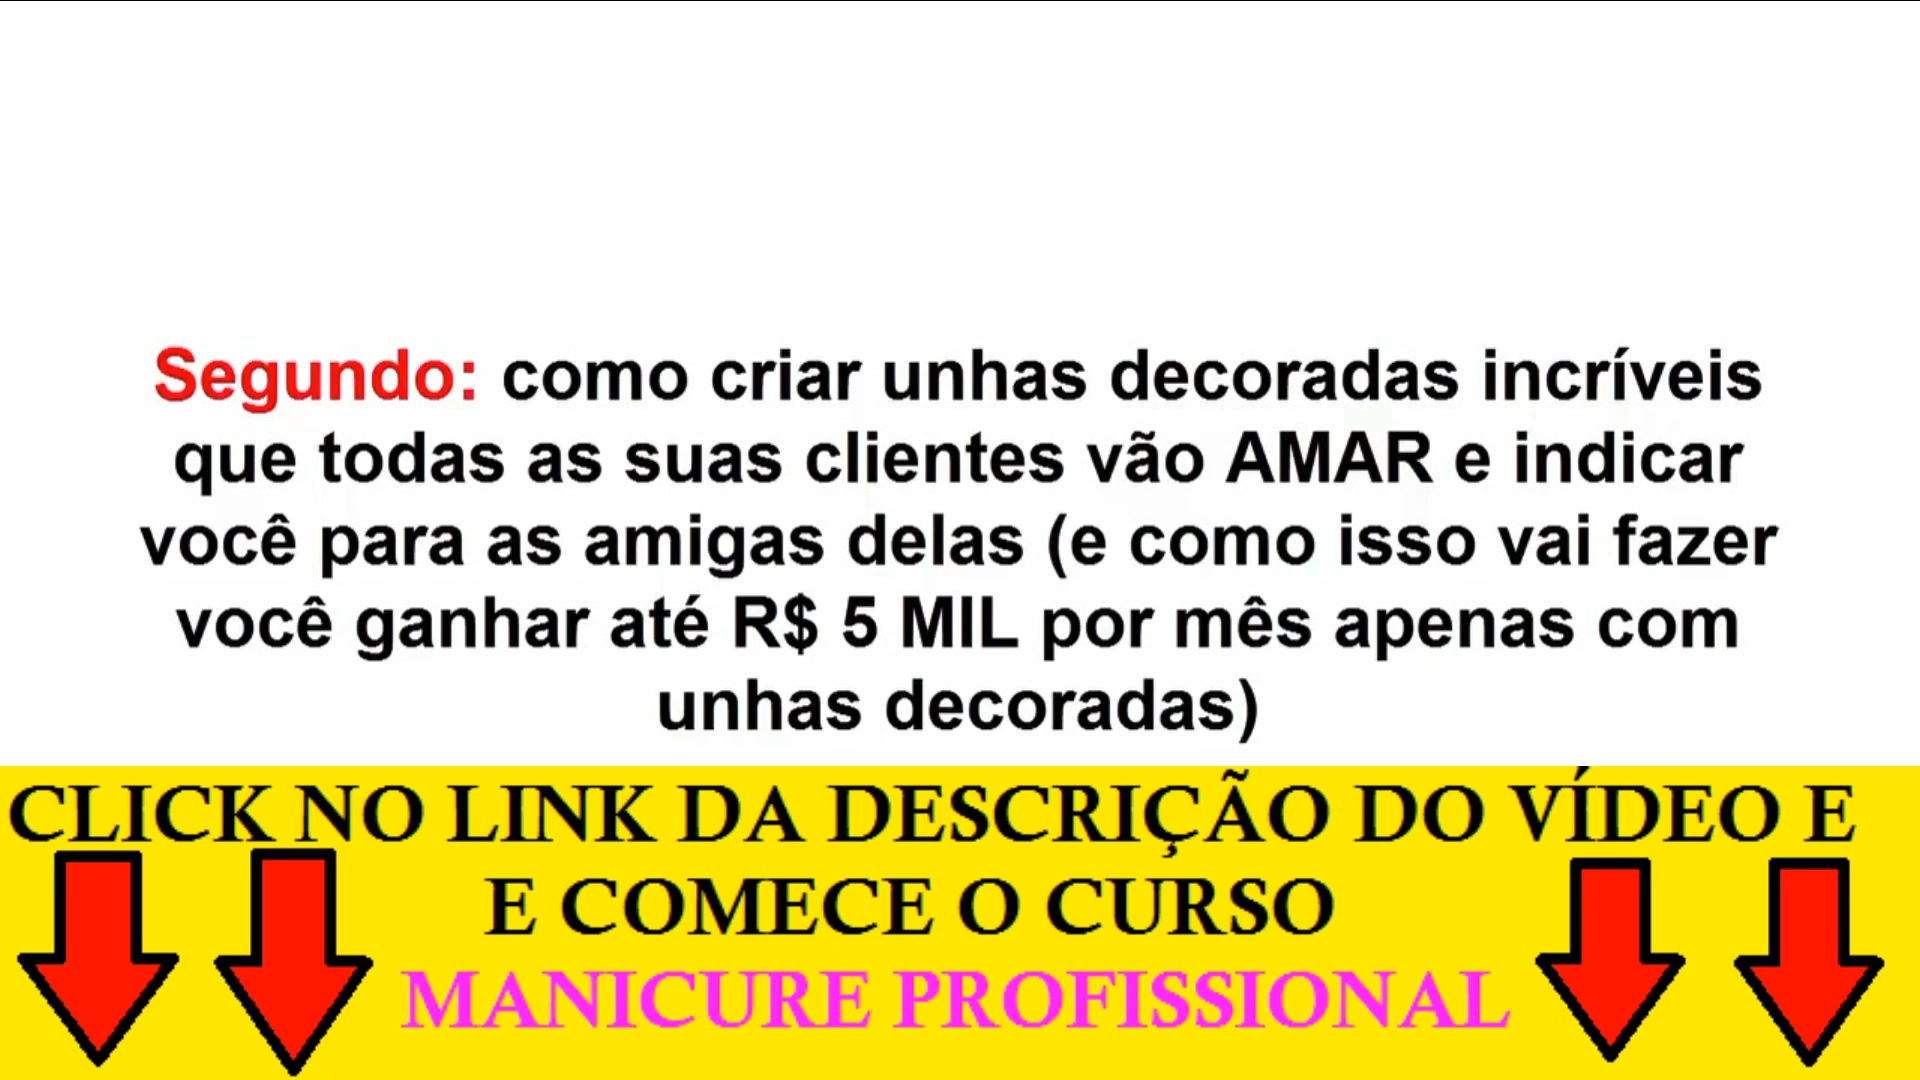 Segundo: como criar unhas decoradas incríveis
que todas as suas clientes vão AMAR e indicar
você para as amigas delas (e como isso vai fazer
você ganhar até R$ 5 MIL por mês apenas com
unhas decoradas)
CLICK NO LINK DA DESCRIÇÃO DO VÍDEO E
E COMECE O CURSO
MANICURE PROFISSIONAL